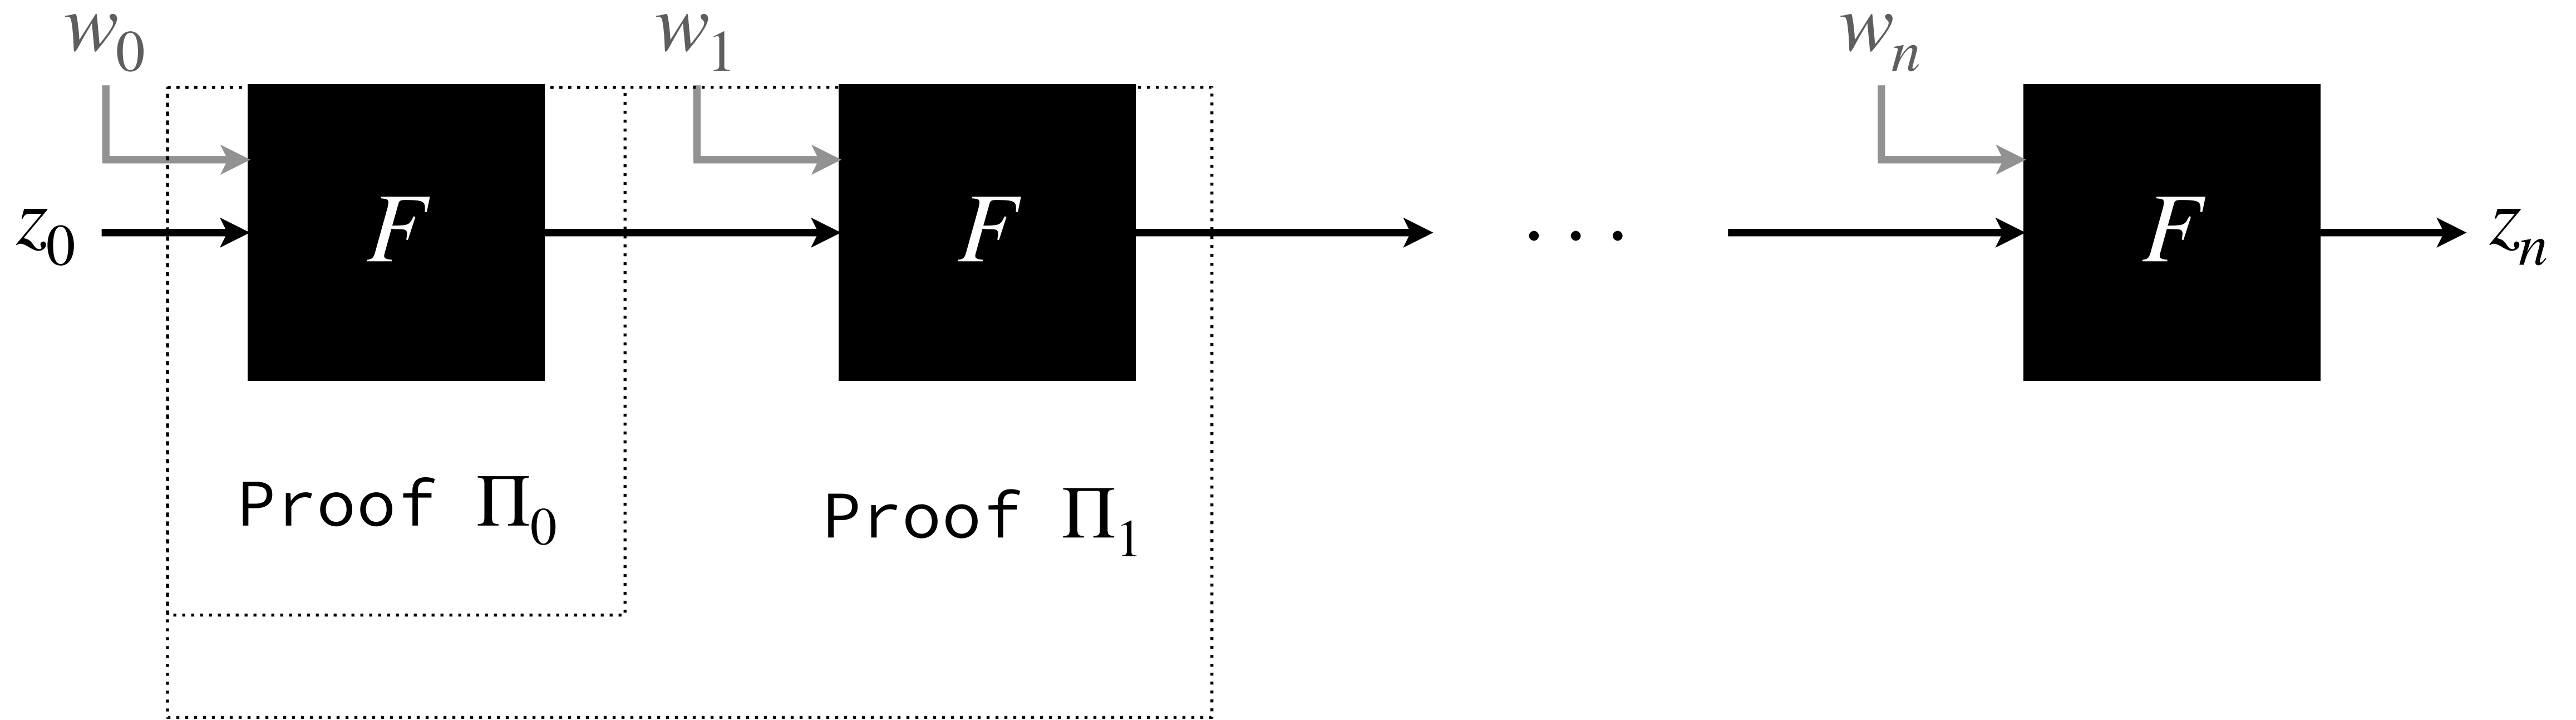 w₀ w₁ wₙ
z₀ F F ... F zₙ
Proof Π₀ Proof Π₁